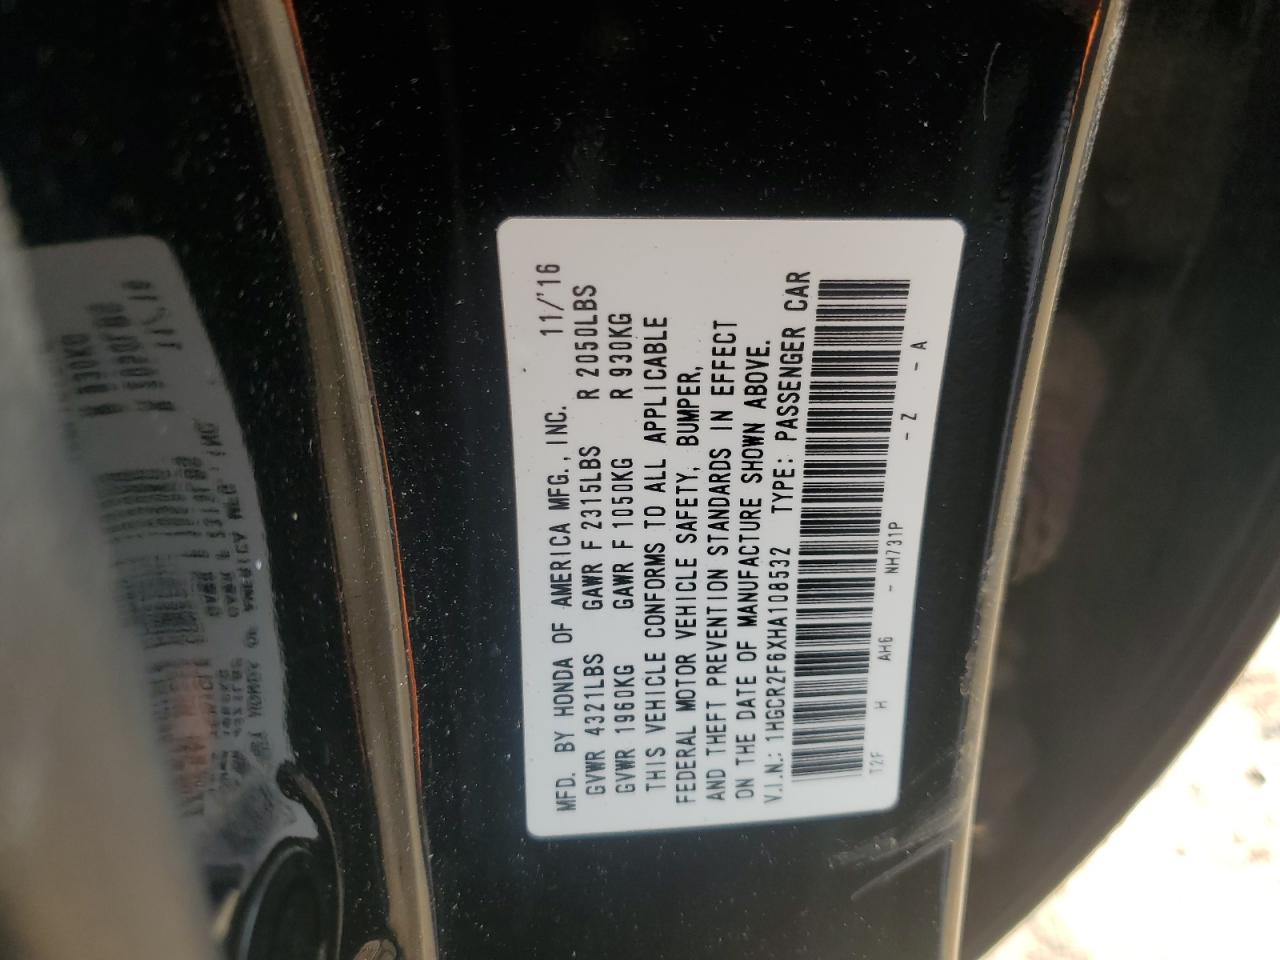 MFD. BY HONDA OF AMERICA MFG., INC. 11/'16
GVWR 4321LBS GAWR F 2315LBS R 2050LBS
GVWR 1960KG GAWR F 1050KG R 930KG
THIS VEHICLE CONFORMS TO ALL APPLICABLE
FEDERAL MOTOR VEHICLE SAFETY, BUMPER,
AND THEFT PREVENTION STANDARDS IN EFFECT
ON THE DATE OF MANUFACTURE SHOWN ABOVE.
V.I.N.: 1HGCR2F6XHA108532 TYPE: PASSENGER CAR
T2F H AH6 - NH731P - Z - A